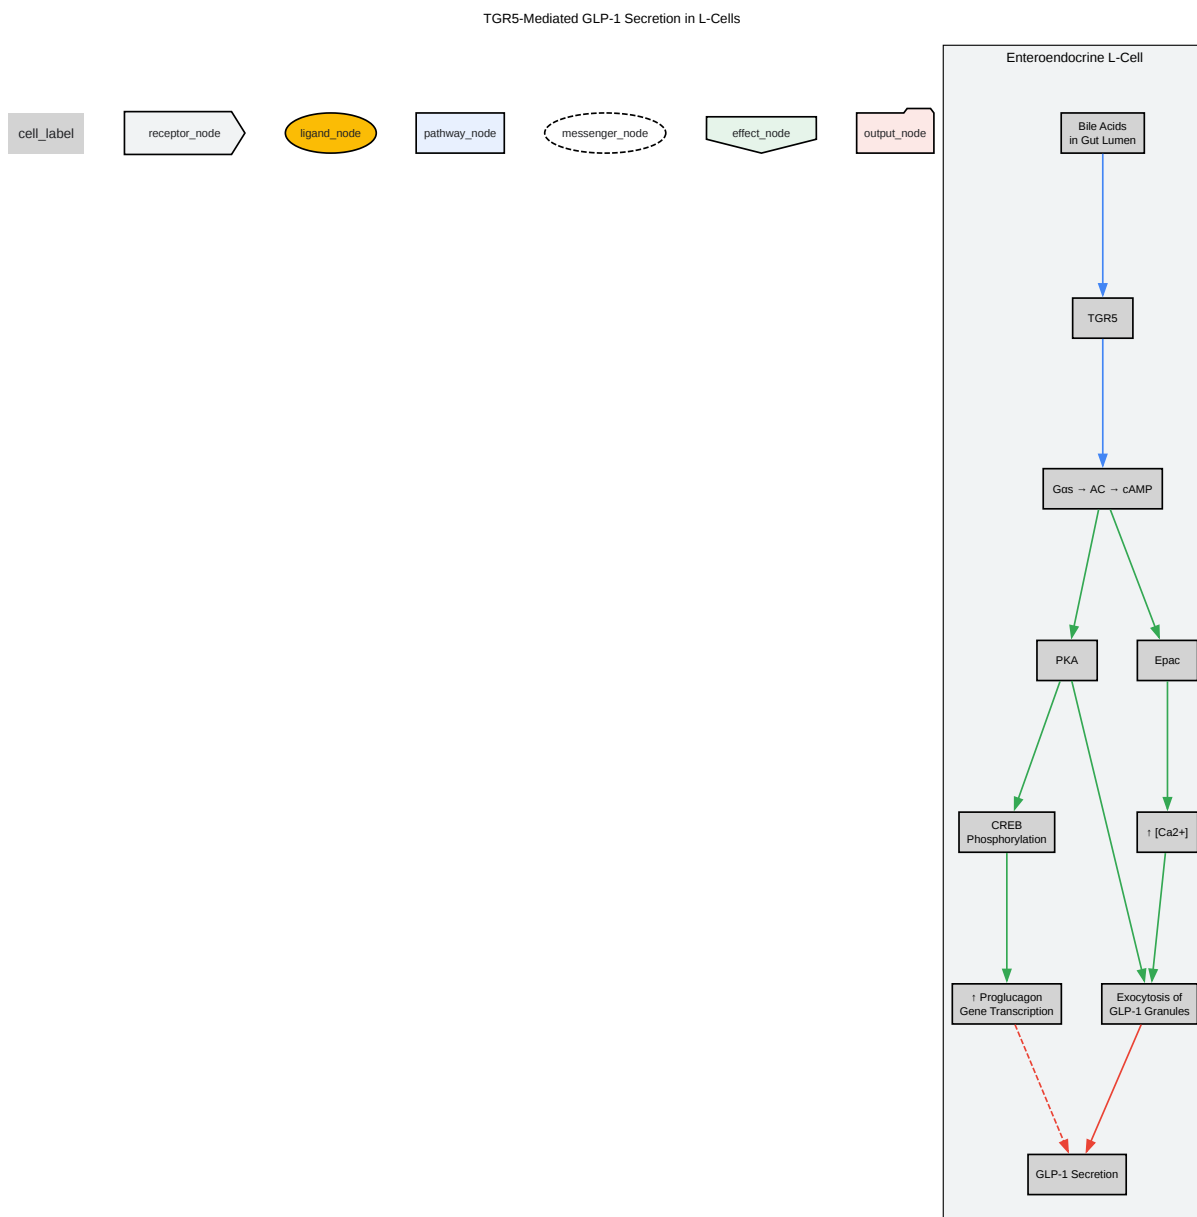 TGR5-Mediated GLP-1 Secretion in L-Cells
Enteroendocrine L-Cell
cell_label
receptor_node
ligand_node
pathway_node
messenger_node
effect_node
output_node
Bile Acids
in Gut Lumen
TGR5
Gαs → AC → cAMP
PKA
Epac
CREB
Phosphorylation
↑ [Ca2+]
↑ Proglucagon
Gene Transcription
Exocytosis of
GLP-1 Granules
GLP-1 Secretion